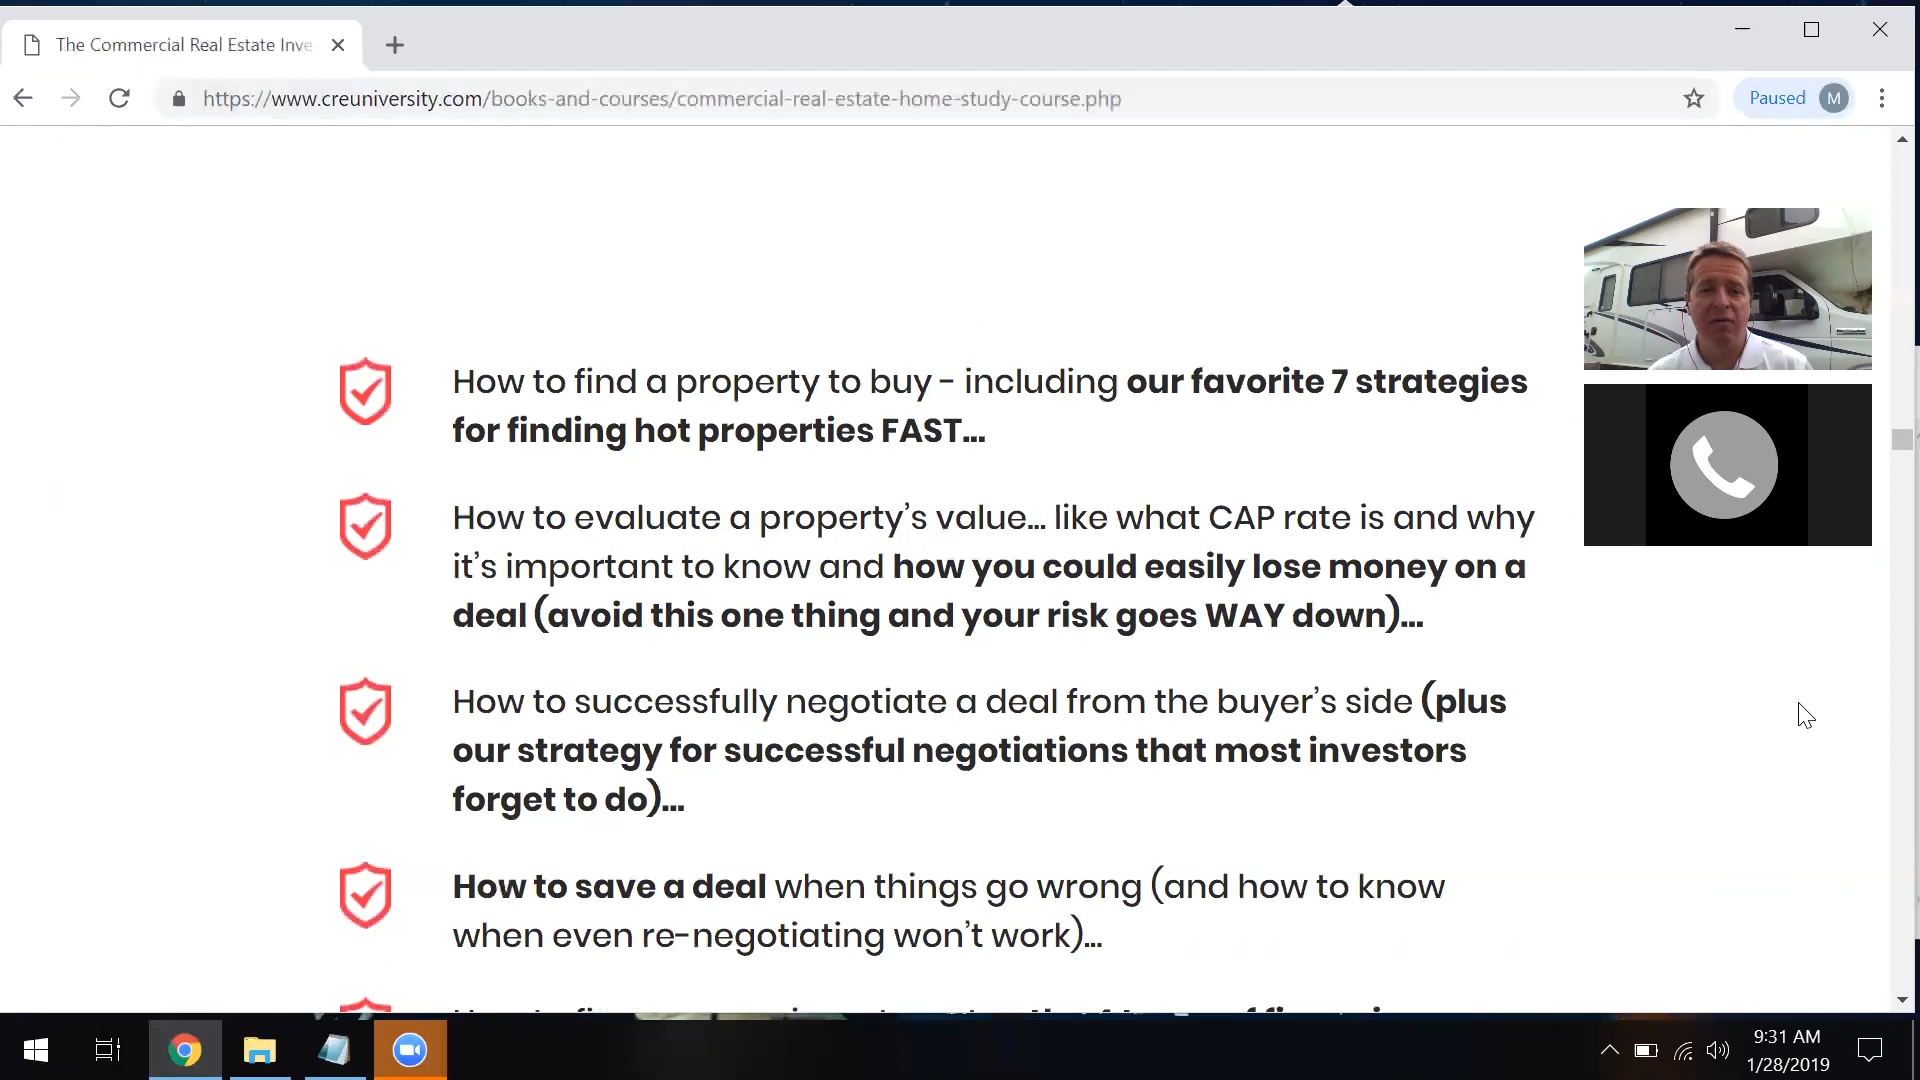 The Commercial Real Estate Inve
https://www.creuniversity.com/books-and-courses/commercial-real-estate-home-study-course.php
Paused M
How to find a property to buy - including our favorite 7 strategies
for finding hot properties FAST...
How to evaluate a property’s value... like what CAP rate is and why
it’s important to know and how you could easily lose money on a
deal (avoid this one thing and your risk goes WAY down)...
How to successfully negotiate a deal from the buyer’s side (plus
our strategy for successful negotiations that most investors
forget to do)...
How to save a deal when things go wrong (and how to know
when even re-negotiating won’t work)...
9:31 AM
1/28/2019